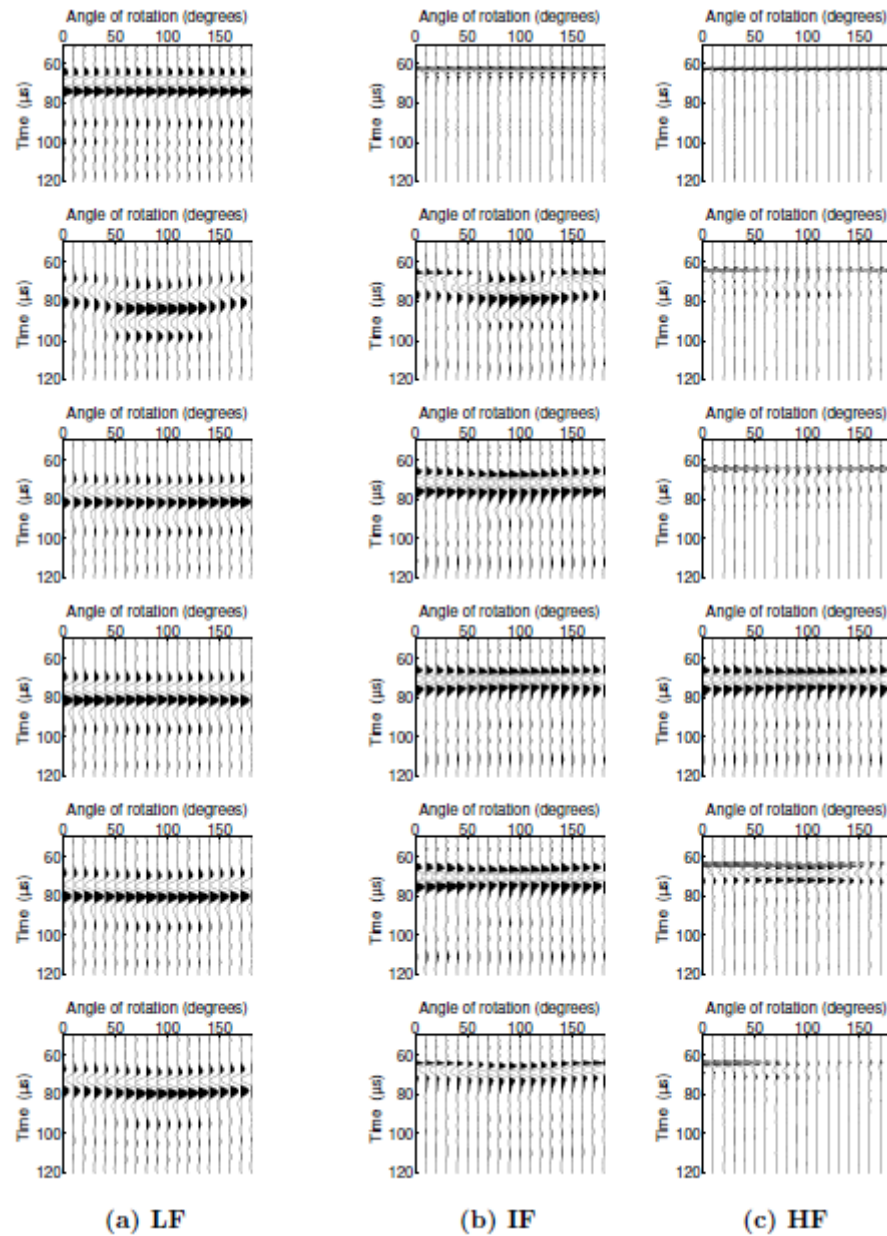 Angle of rotation (degrees) Angle of rotation (degrees) Angle of rotation (degrees)
0 50 100 150 0 50 100 150 0 50 100 150
Time (µs) 60 80 100 120 Time (µs) 60 80 100 120 Time (µs) 60 80 100 120
Angle of rotation (degrees) Angle of rotation (degrees) Angle of rotation (degrees)
0 50 100 150 0 50 100 150 0 50 100 150
Time (µs) 60 80 100 120 Time (µs) 60 80 100 120 Time (µs) 60 80 100 120
Angle of rotation (degrees) Angle of rotation (degrees) Angle of rotation (degrees)
0 50 100 150 0 50 100 150 0 50 100 150
Time (µs) 60 80 100 120 Time (µs) 60 80 100 120 Time (µs) 60 80 100 120
Angle of rotation (degrees) Angle of rotation (degrees) Angle of rotation (degrees)
0 50 100 150 0 50 100 150 0 50 100 150
Time (µs) 60 80 100 120 Time (µs) 60 80 100 120 Time (µs) 60 80 100 120
Angle of rotation (degrees) Angle of rotation (degrees) Angle of rotation (degrees)
0 50 100 150 0 50 100 150 0 50 100 150
Time (µs) 60 80 100 120 Time (µs) 60 80 100 120 Time (µs) 60 80 100 120
Angle of rotation (degrees) Angle of rotation (degrees) Angle of rotation (degrees)
0 50 100 150 0 50 100 150 0 50 100 150
Time (µs) 60 80 100 120 Time (µs) 60 80 100 120 Time (µs) 60 80 100 120
(a) LF (b) IF (c) HF